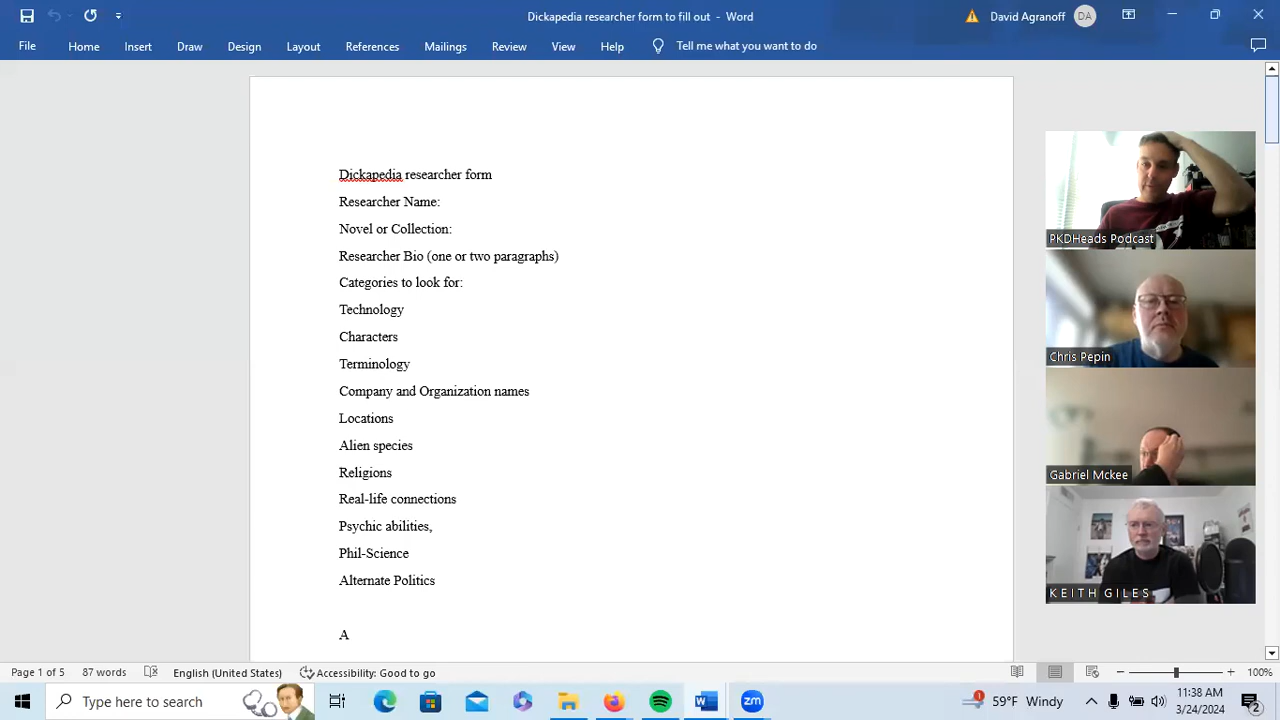 Dickapedia researcher form to fill out - Word
David Agranoff
DA
File Home Insert Draw Design Layout References Mailings Review View Help Tell me what you want to do
Dickapedia researcher form
Researcher Name:
Novel or Collection:
Researcher Bio (one or two paragraphs)
Categories to look for:
Technology
Characters
Terminology
Company and Organization names
Locations
Alien species
Religions
Real-life connections
Psychic abilities,
Phil-Science
Alternate Politics
A
PKDHeads Podcast
Chris Pepin
Gabriel Mckee
KEITH GILES
Page 1 of 5 87 words English (United States) Accessibility: Good to go 100%
Type here to search
zm
1
59°F Windy
11:38 AM
3/24/2024
2